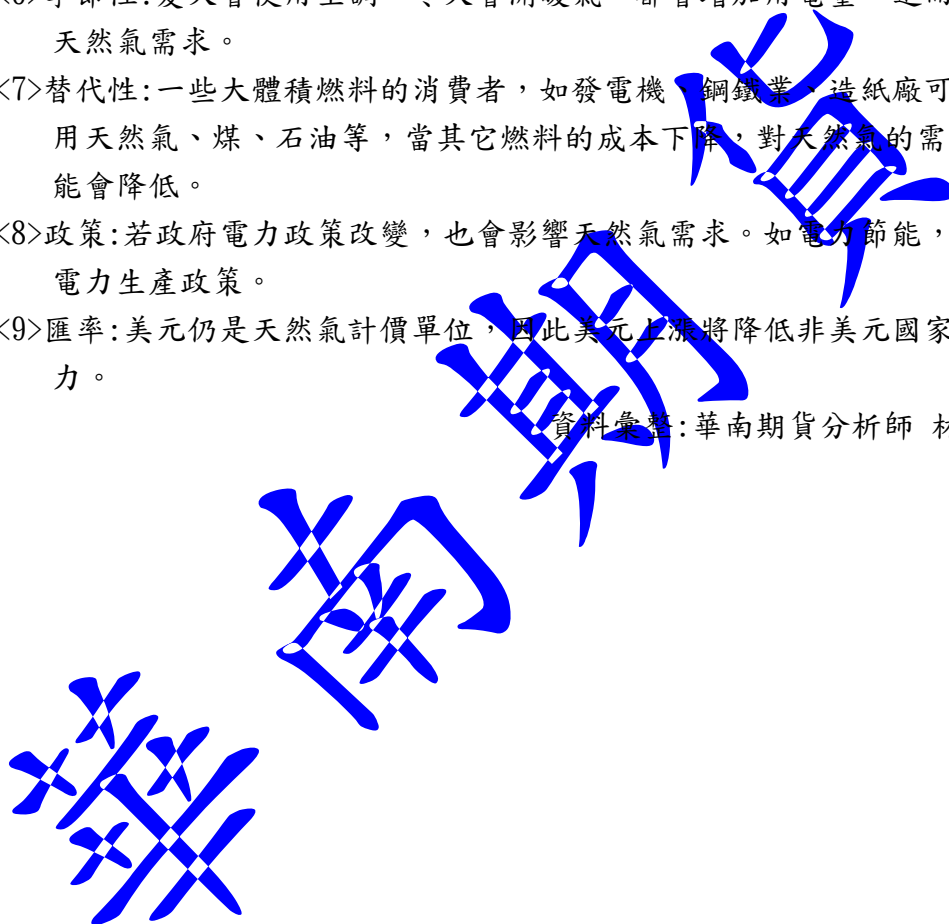 天然氣需求。
<7>替代性:一些大體積燃料的消費者，如發電機、鋼鐵業、造紙廠可
用天然氣、煤、石油等，當其它燃料的成本下降，對天然氣的需
能會降低。
<8>政策:若政府電力政策改變，也會影響天然氣需求。如電力節能，
電力生產政策。
<9>匯率:美元仍是天然氣計價單位，因此美元上漲將降低非美元國家
力。
資料彙整:華南期貨分析師
華南期貨